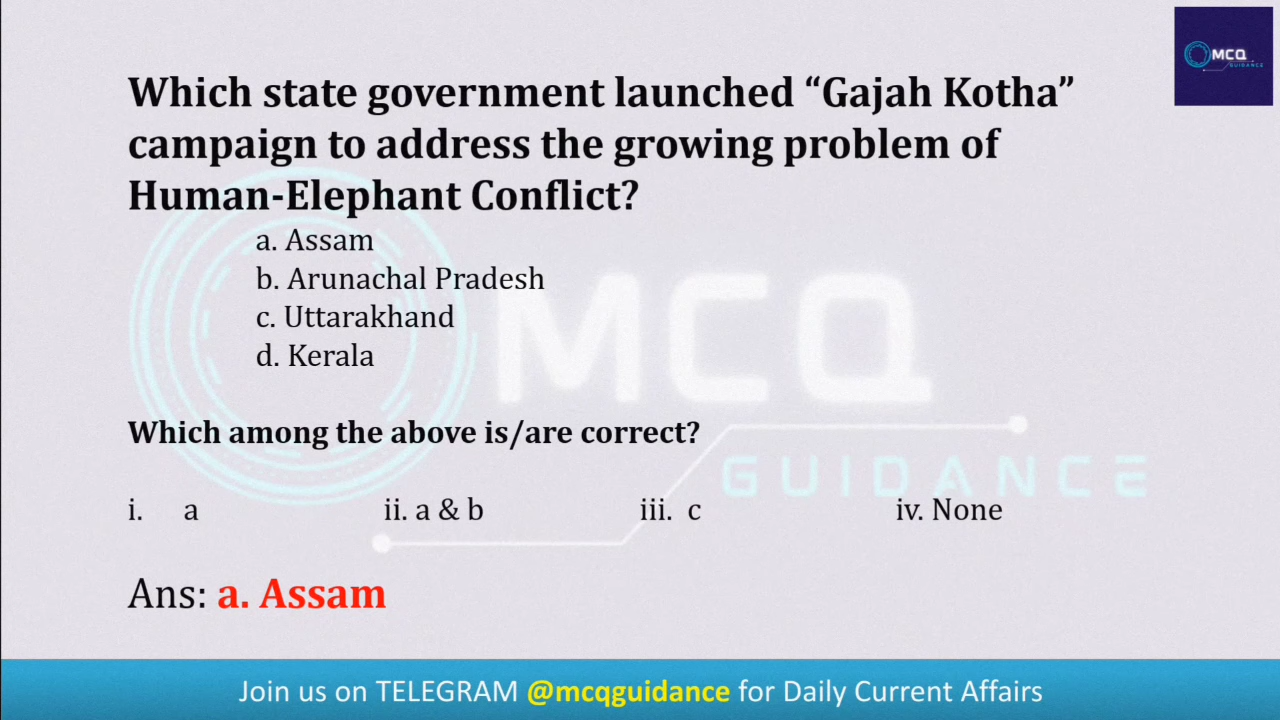 MCQ
GUIDANCE
Which state government launched “Gajah Kotha”
campaign to address the growing problem of
Human-Elephant Conflict?
a. Assam
b. Arunachal Pradesh
c. Uttarakhand
d. Kerala
MCQ
Which among the above is/are correct?
GUIDANCE
i. a ii. a & b iii. c iv. None
Ans: a. Assam
Join us on TELEGRAM @mcqguidance for Daily Current Affairs